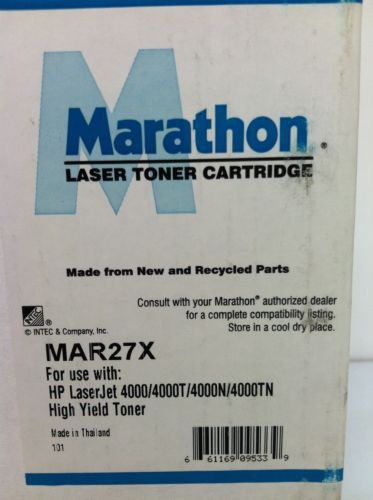 M
Marathon®
LASER TONER CARTRIDGE
Made from New and Recycled Parts
Consult with your Marathon® authorized dealer
for a complete compatibility listing.
Store in a cool dry place.
© INTEC & Company, Inc.
MAR27X
For use with:
HP LaserJet 4000/4000T/4000N/4000TN
High Yield Toner
Made in Thailand
101
6 61169 09533 9